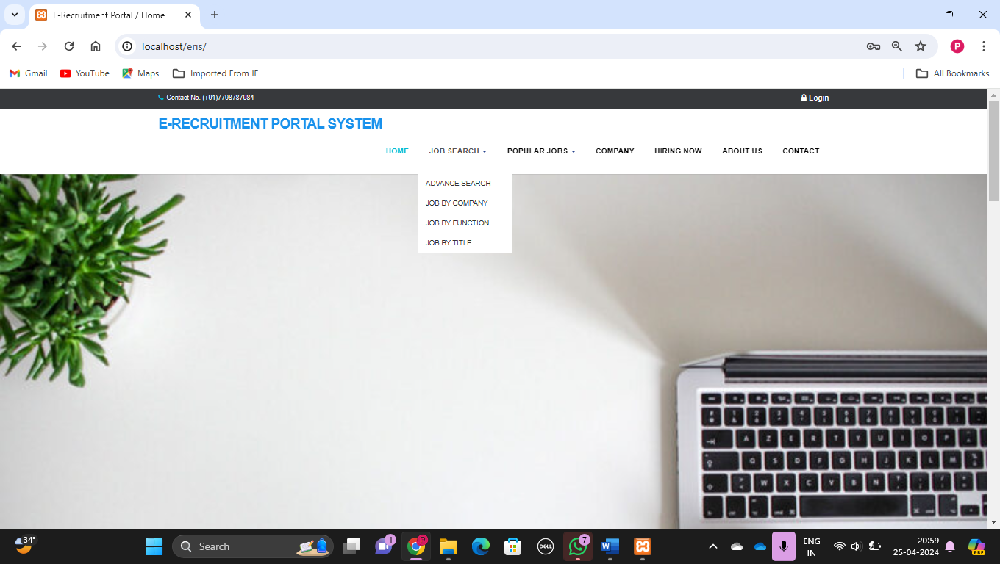 E-Recruitment Portal / Home
localhost/eris/
P
Gmail
YouTube
Maps
Imported From IE
All Bookmarks
Contact No. (+91)7798787984
Login
E-RECRUITMENT PORTAL SYSTEM
HOME
JOB SEARCH
POPULAR JOBS
COMPANY
HIRING NOW
ABOUT US
CONTACT
ADVANCE SEARCH
JOB BY COMPANY
JOB BY FUNCTION
JOB BY TITLE
A Z E R T Y U I O P
Q S D F G H J K L M
W X C V B N
34°
Search
1
DELL
7
W
ENG
IN
20:59
25-04-2024
PRE